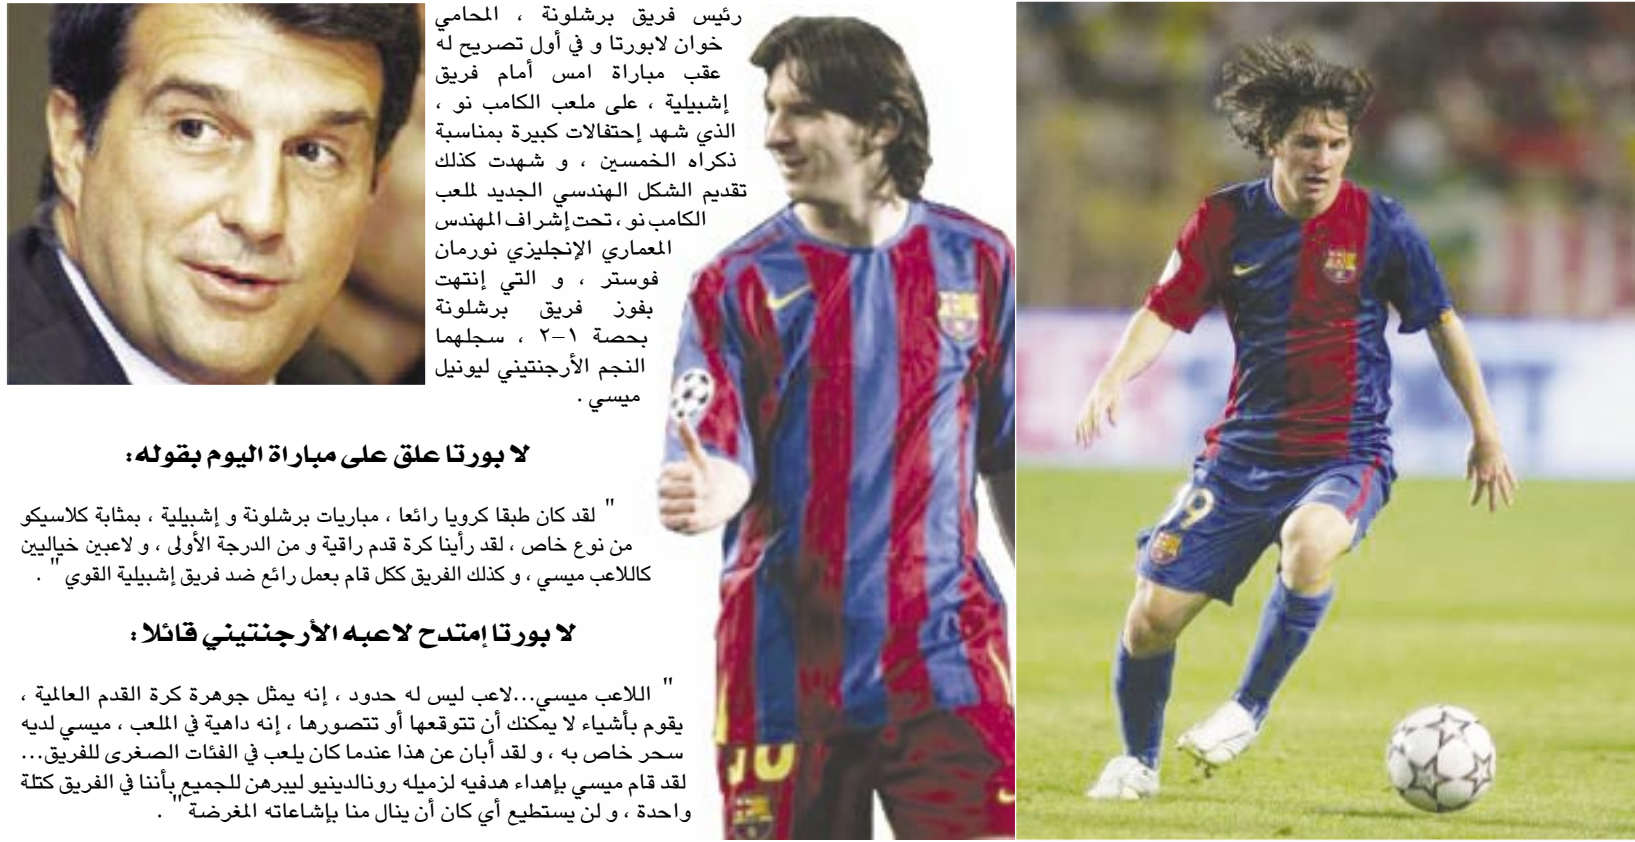 رئيس فريق برشلونة ، المحامي
خوان لابورتا و في أول تصريح له
عقب مباراة امس أمام فريق
إشبيلية ، على ملعب الكامب نو ،
الذي شهد إحتفالات كبيرة بمناسبة
ذكراه الخمسين ، و شهدت كذلك
تقديم الشكل الهندسي الجديد لملعب
الكامب نو ، تحت إشراف المهندس
المعماري الإنجليزي نورمان
فوستر ، و التي إنتهت
بفوز فريق برشلونة
بحصة ١–٢ ، سجلهما
النجم الأرجنتيني ليونيل
ميسي .
لا بورتا علق على مباراة اليوم بقوله :
" لقد كان طبقا كرويا رائعا ، مباريات برشلونة و إشبيلية ، بمثابة كلاسيكو
من نوع خاص ، لقد رأينا كرة قدم راقية و من الدرجة الأولى ، و لاعبين خياليين
كاللاعب ميسي ، و كذلك الفريق ككل قام بعمل رائع ضد فريق إشبيلية القوي " .
لا بورتا إمتدح لاعبه الأرجنتيني قائلا :
" اللاعب ميسي...لاعب ليس له حدود ، إنه يمثل جوهرة كرة القدم العالمية ،
يقوم بأشياء لا يمكنك أن تتوقعها أو تتصورها ، إنه داهية في الملعب ، ميسي لديه
سحر خاص به ، و لقد أبان عن هذا عندما كان يلعب في الفئات الصغرى للفريق...
لقد قام ميسي بإهداء هدفيه لزميله رونالدينيو ليبرهن للجميع بأننا في الفريق كتلة
واحدة ، و لن يستطيع أي كان أن ينال منا بإشاعاته المغرضة " .